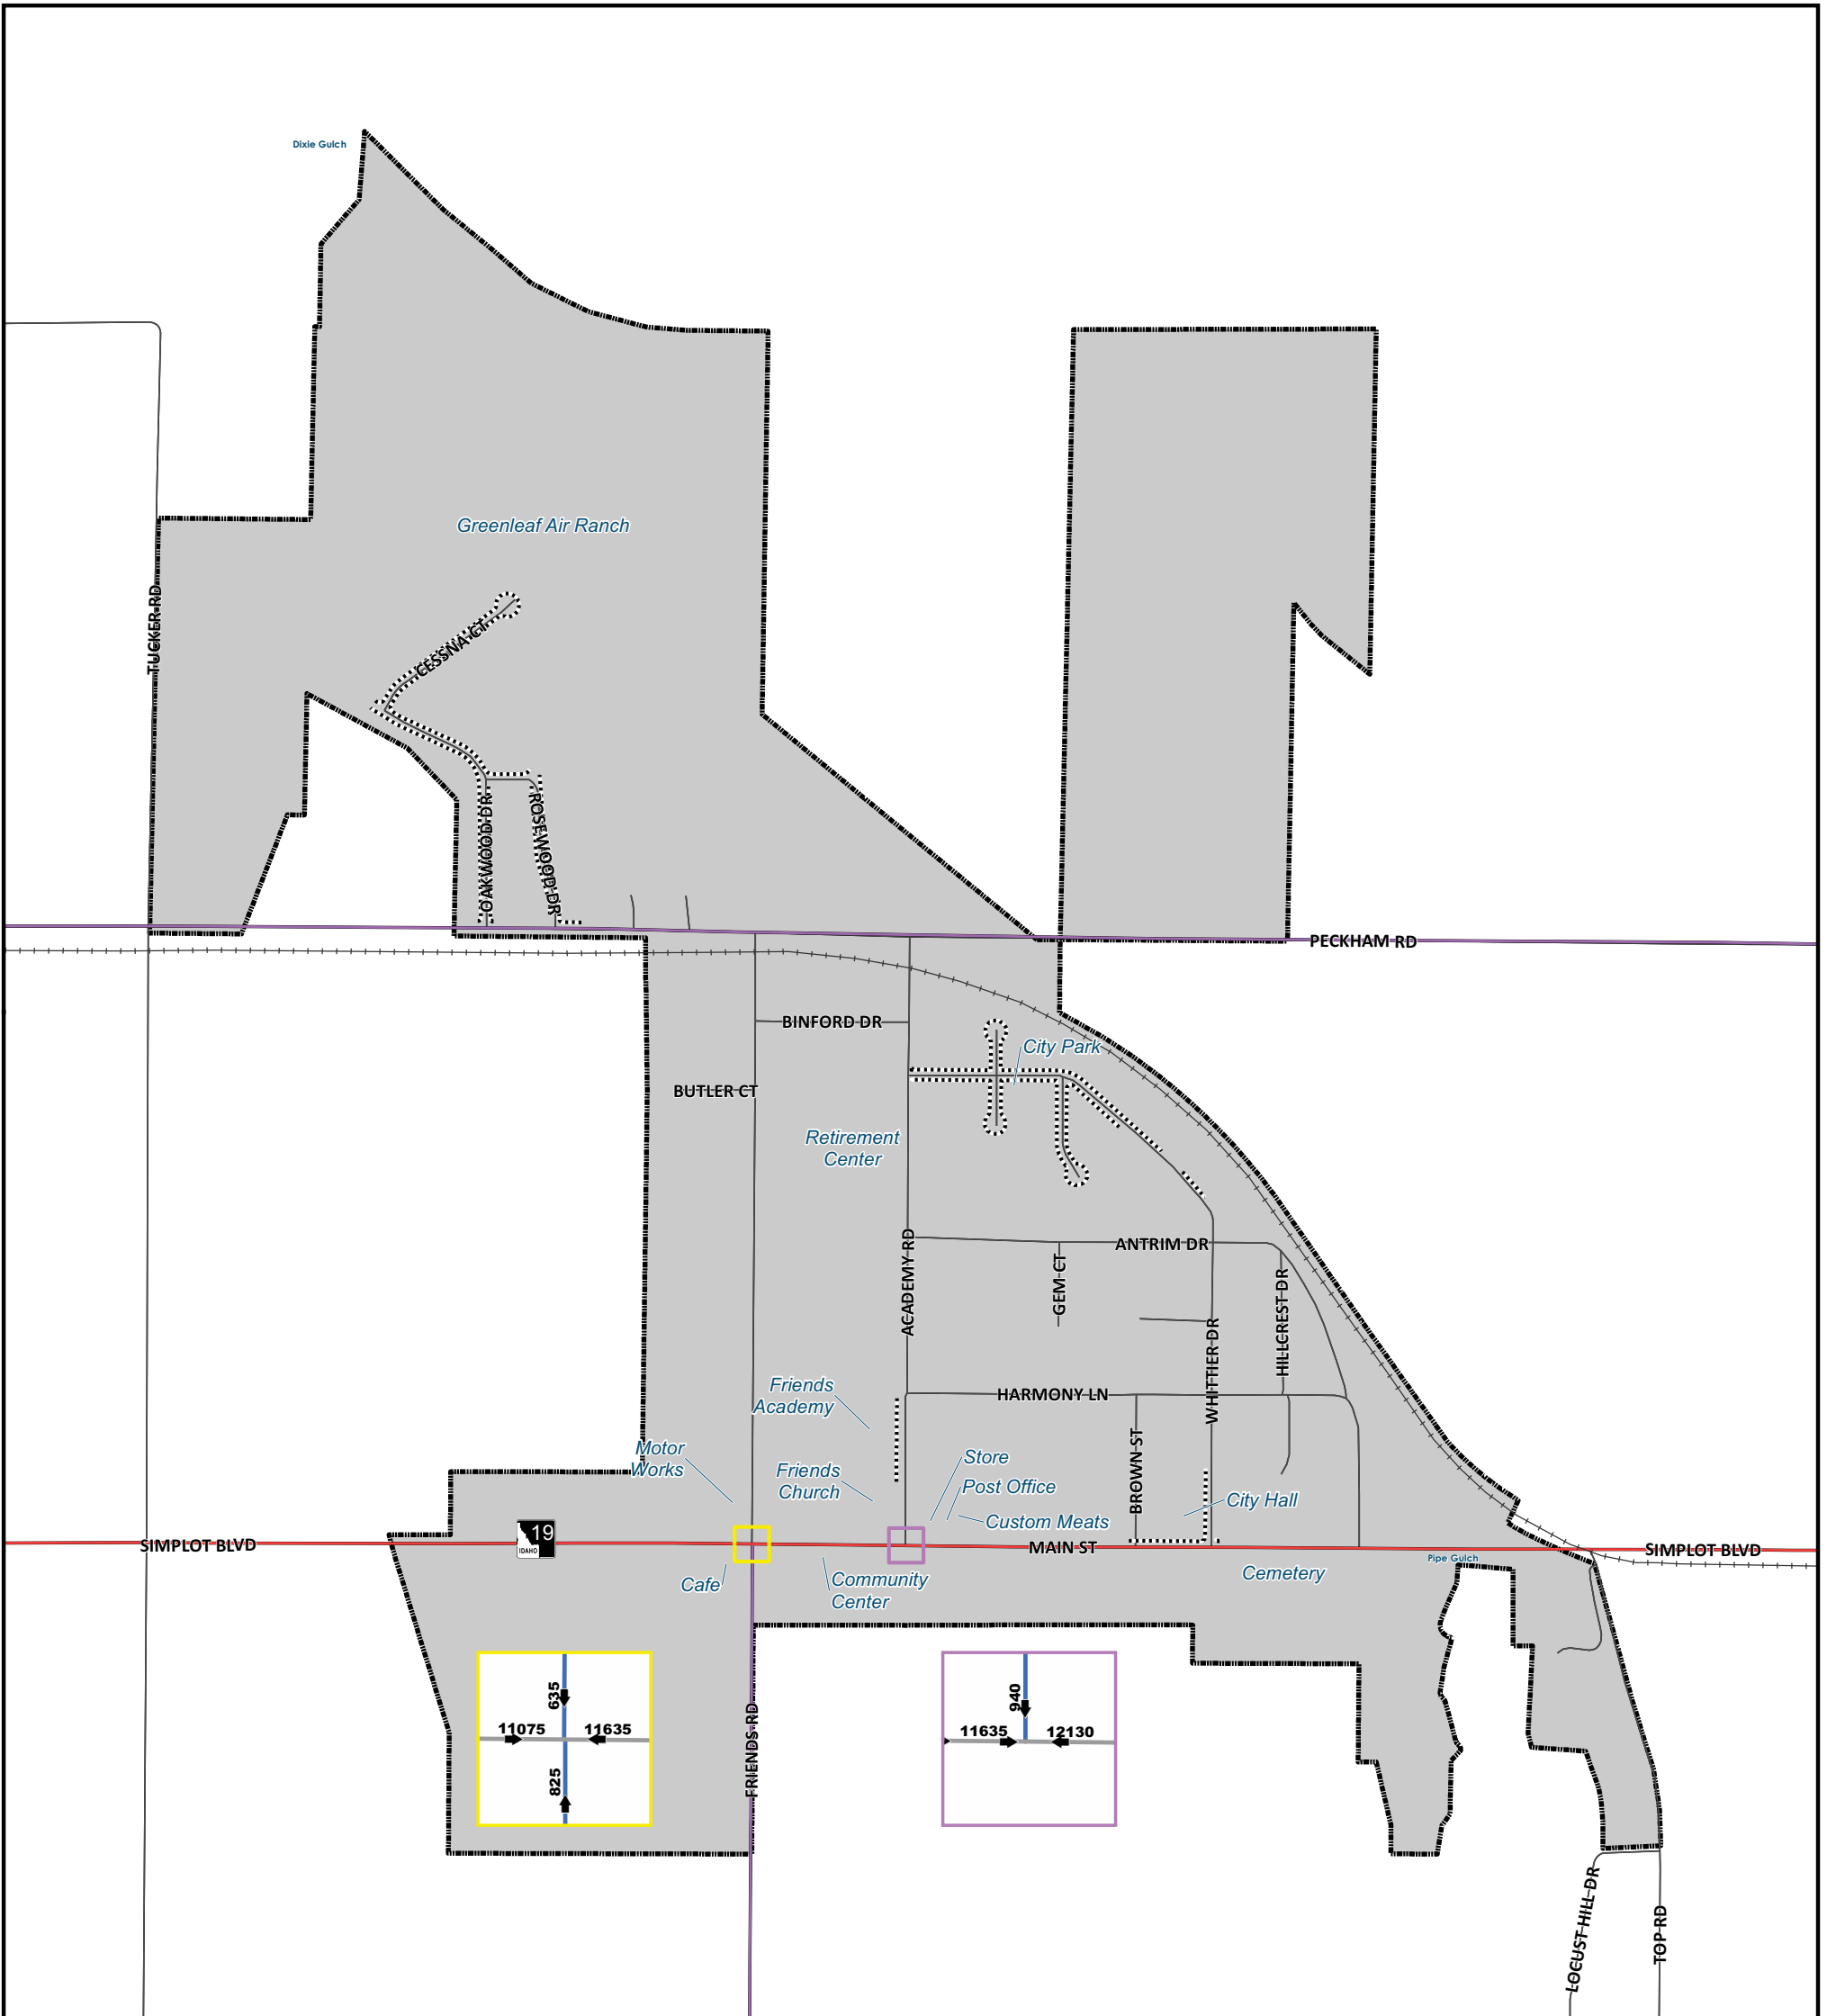 Dixie Gulch
Greenleaf Air Ranch
TUCKER RD
CESSNA CT
OAKWOOD DR
ROSEWOOD DR
PECKHAM RD
BINFORD DR
City Park
BUTLER CT
Retirement
Center
ACADEMY RD
ANTRIM DR
GEM CT
HILLCREST DR
WHITTIER DR
Friends
Academy
HARMONY LN
Motor
Works
Friends
Church
Store
Post Office
Custom Meats
BROWN ST
City Hall
19
IDAHO
SIMPLOT BLVD
MAIN ST
SIMPLOT BLVD
Pipe Gulch
Cafe
Community
Center
Cemetery
635
11075
11635
825
FRIENDS RD
940
11635
12130
LOCUST HILL DR
TOP RD